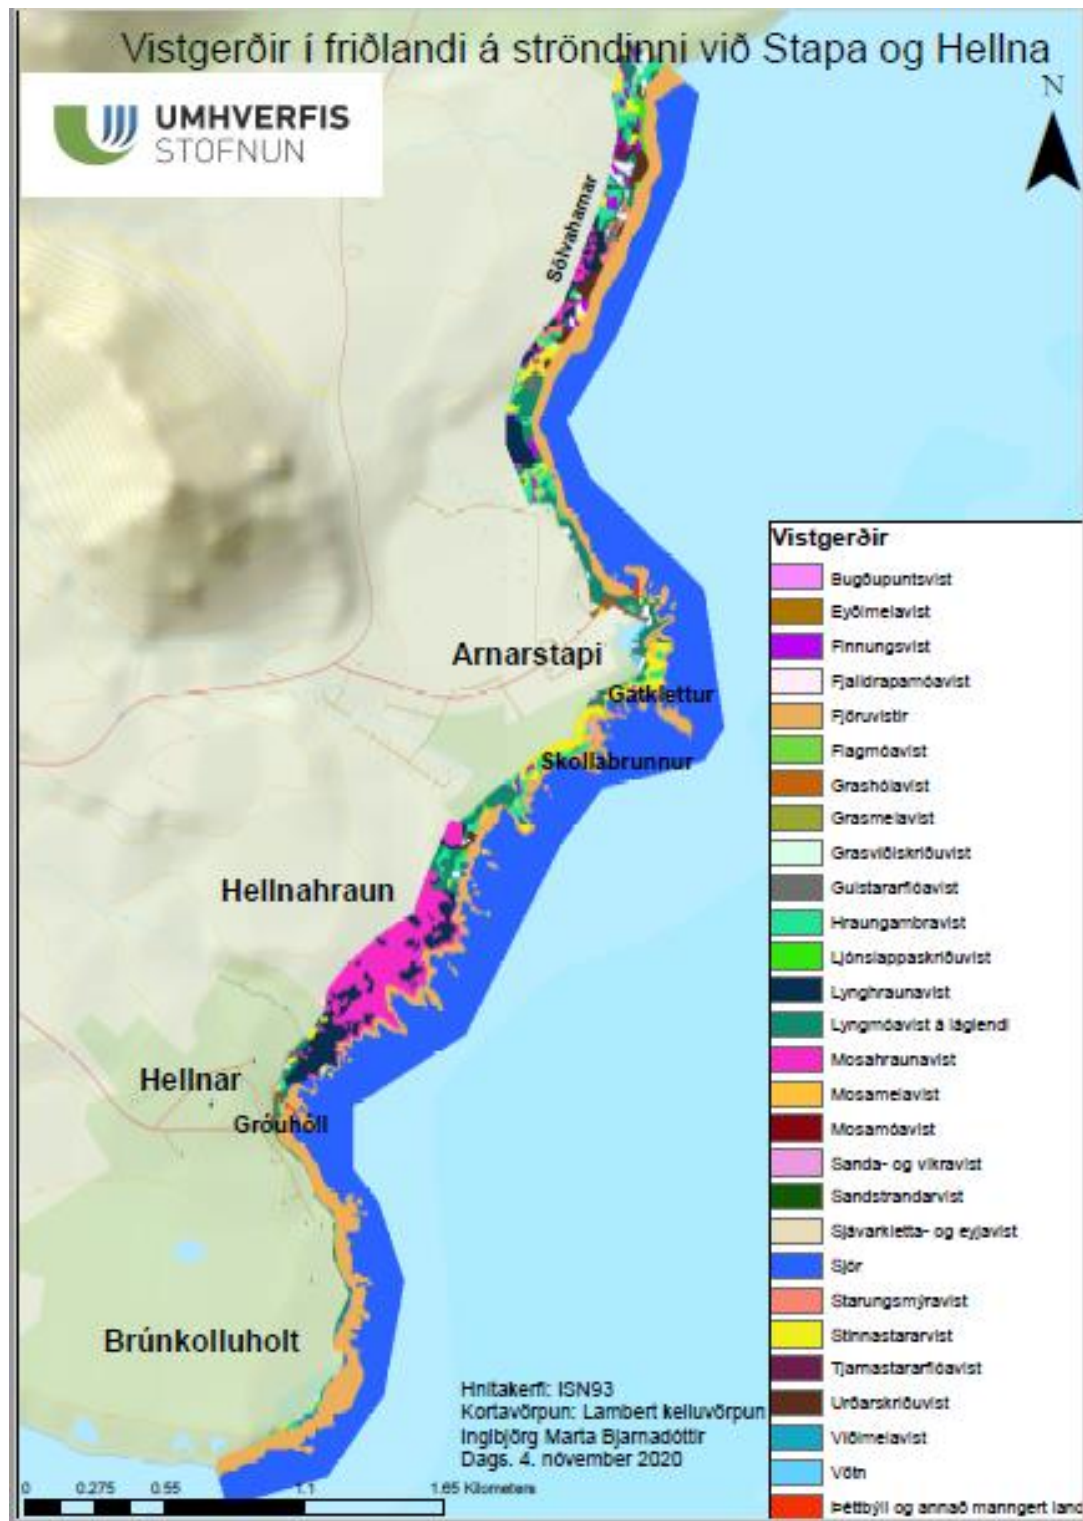 Vistgerðir í friðlandi á ströndinni við Stapa og Hellna
UMHVERFIS
STOFNUN
N
Sölvahamar
Arnarstapi
Gatklettur
Skollabrunnur
Hellnahraun
Hellnar
Gróuhóll
Brúnkolluholt
Vistgerðir
Bugðupuntsvist
Eyðimelavist
Finnungsvist
Fjalldrapamóavist
Fjöruvistir
Flagmóavist
Grashólavist
Grasmelavist
Grasvíðiskriðuvist
Gulstararflóavist
Hraungambravist
Ljónslappaskriðuvist
Lynghraunavist
Lyngmóavist á láglendi
Mosahraunavist
Mosamelavist
Mosamóavist
Sanda- og vikravist
Sandstrandarvist
Sjávarkletta- og eyjavist
Sjór
Starungsmýravist
Stinnastararvist
Tjarnastararflóavist
Urðarskriðuvist
Víðimelavist
Vötn
Þéttbýli og annað manngert land
Hnitakerfi: ISN93
Kortavörpun: Lambert keiluvörpun
Ingibjörg Marta Bjarnadóttir
Dags. 4. nóvember 2020
0 0.275 0.55 1.1 1.65 Kilometers